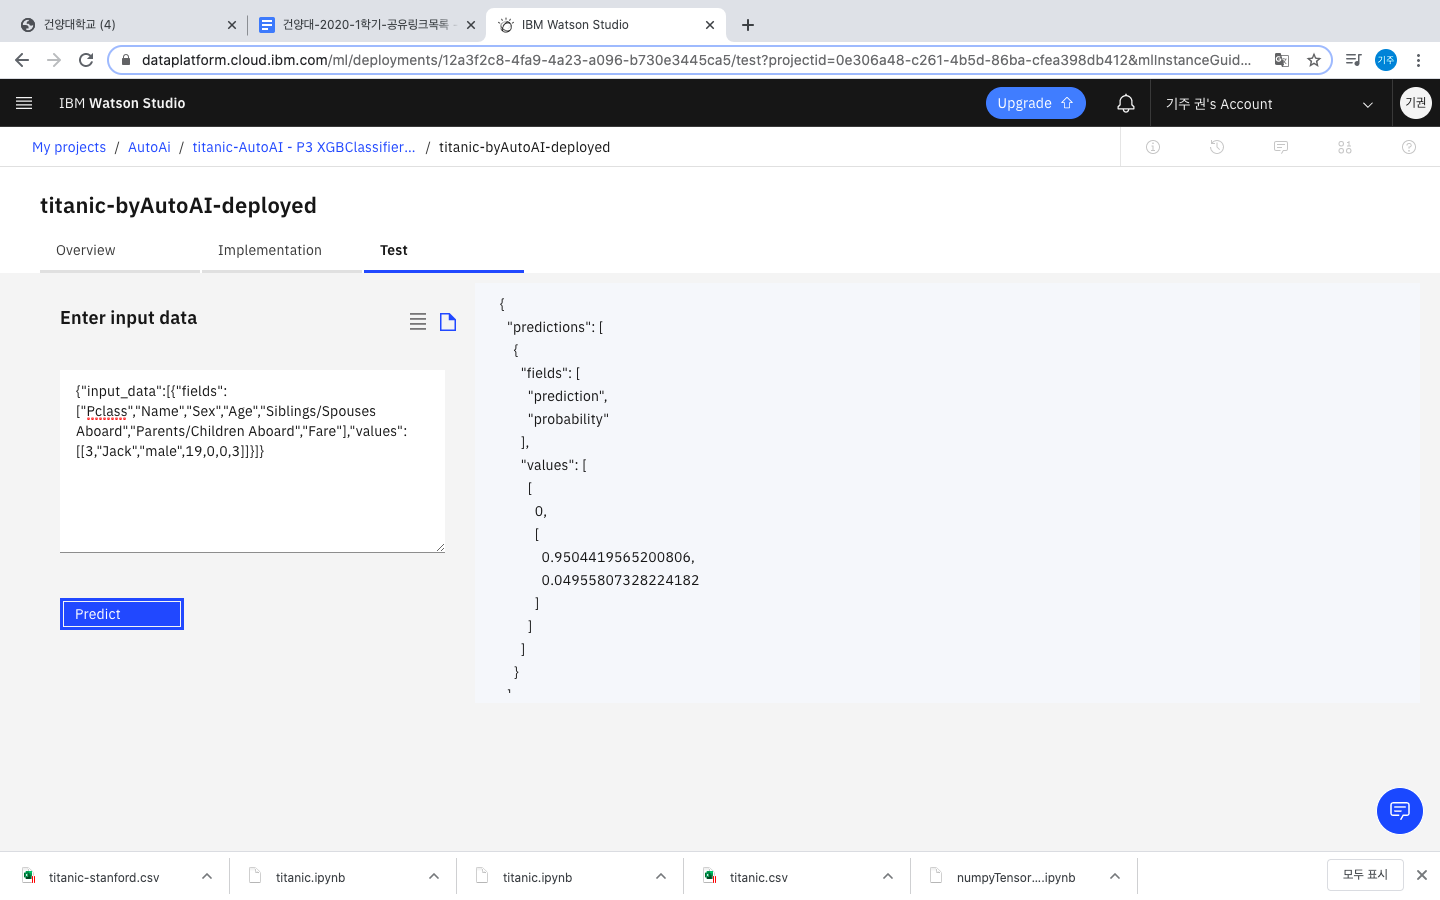 건양대학교 (4)
건양대-2020-1학기-공유링크목록 -
IBM Watson Studio
dataplatform.cloud.ibm.com/ml/deployments/12a3f2c8-4fa9-4a23-a096-b730e3445ca5/test?projectid=0e306a48-c261-4b5d-86ba-cfea398db412&mlInstanceGuid...
기주
IBM Watson Studio
Upgrade
기주 권's Account
기권
My projects / AutoAi / titanic-AutoAI - P3 XGBClassifier... / titanic-byAutoAI-deployed
titanic-byAutoAI-deployed
Overview
Implementation
Test
Enter input data
{"input_data":[{"fields":
["Pclass","Name","Sex","Age","Siblings/Spouses
Aboard","Parents/Children Aboard","Fare"],"values":
[[3,"Jack","male",19,0,0,3]]}]}
Predict
{
"predictions": [
{
"fields": [
"prediction",
"probability"
],
"values": [
[
0,
[
0.9504419565200806,
0.04955807328224182
]
]
]
}
titanic-stanford.csv
titanic.ipynb
titanic.ipynb
titanic.csv
numpyTensor....ipynb
모두 표시